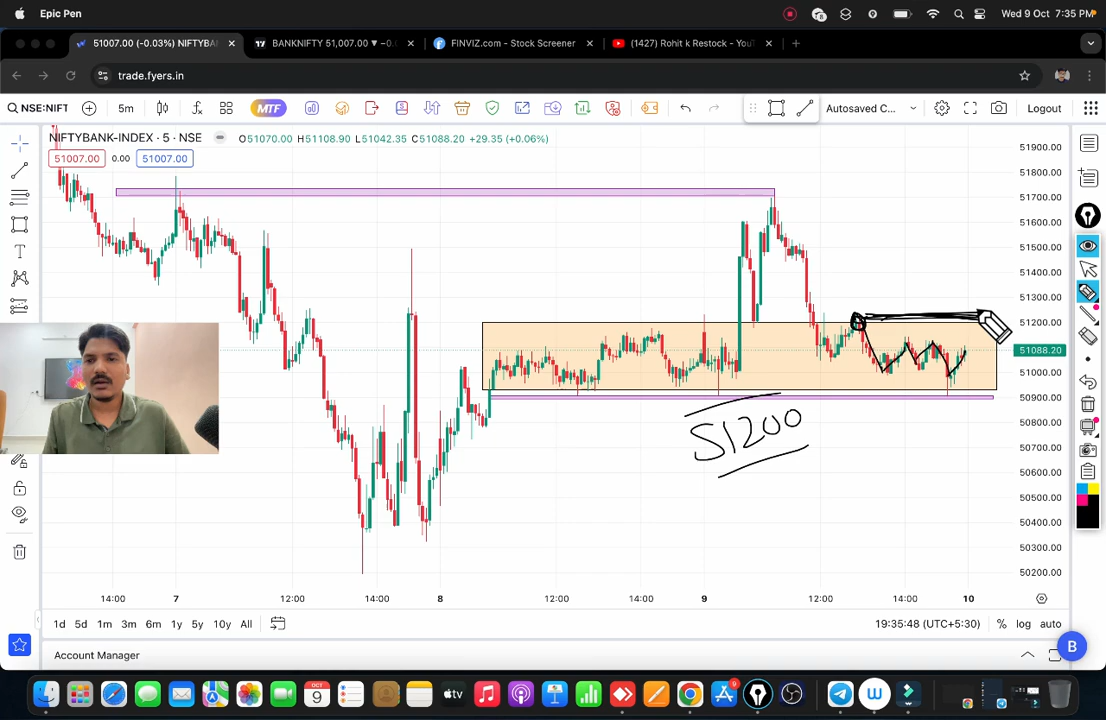 Epic Pen
Wed 9 Oct 7:35 PM
51007.00 (-0.03%) NIFTYBA
BANKNIFTY 51,007.00 ▼ −0.
FINVIZ.com - Stock Screener
(1427) Rohit k Restock - You
trade.fyers.in
NSE:NIFT
5m
MTF
Autosaved C...
Logout
NIFTYBANK-INDEX · 5 · NSE
O51070.00 H51108.90 L51042.35 C51088.20 +29.35 (+0.06%)
51007.00 0.00 51007.00
51900.00
51800.00
51700.00
51600.00
51500.00
51400.00
51300.00
51200.00
51088.20
51000.00
50900.00
50800.00
50700.00
50600.00
50500.00
50400.00
50300.00
50200.00
51200
14:00 7 12:00 14:00 8 12:00 14:00 9 12:00 14:00 10
1d 5d 1m 3m 6m 1y 5y 10y All
19:35:48 (UTC+5:30) % log auto
Account Manager
B
OCT
9
tv
9
W